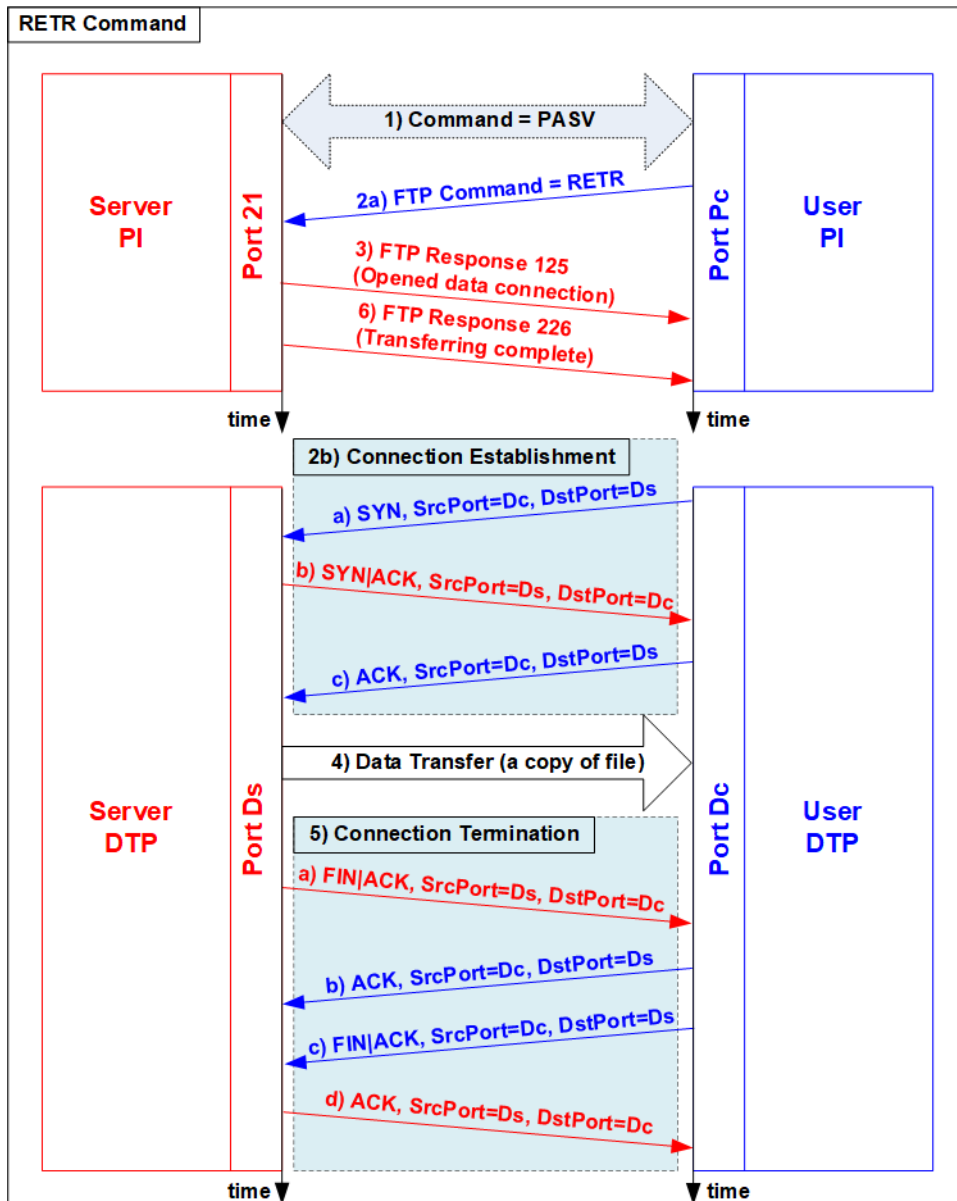 RETR Command
1) Command = PASV
Server
PI
Port 21
2a) FTP Command = RETR
Port Pc
User
PI
3) FTP Response 125
(Opened data connection)
6) FTP Response 226
(Transferring complete)
time
time
2b) Connection Establishment
a) SYN, SrcPort=Dc, DstPort=Ds
b) SYN|ACK, SrcPort=Ds, DstPort=Dc
c) ACK, SrcPort=Dc, DstPort=Ds
4) Data Transfer (a copy of file)
Server
DTP
Port Ds
Port Dc
User
DTP
5) Connection Termination
a) FIN|ACK, SrcPort=Ds, DstPort=Dc
b) ACK, SrcPort=Dc, DstPort=Ds
c) FIN|ACK, SrcPort=Dc, DstPort=Ds
d) ACK, SrcPort=Ds, DstPort=Dc
time
time